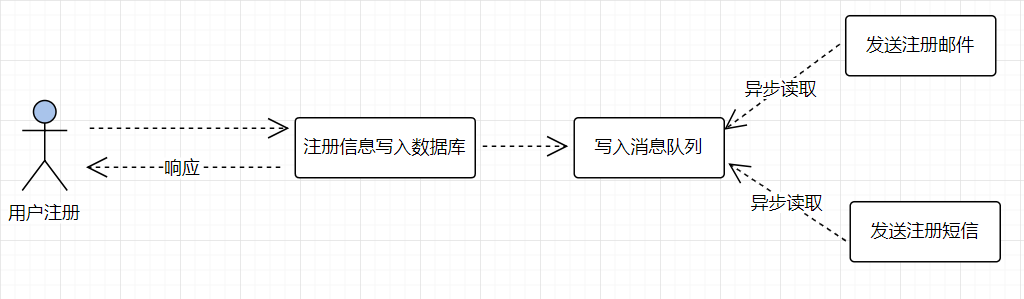 用户注册
响应
注册信息写入数据库
写入消息队列
异步读取
发送注册邮件
异步读取
发送注册短信